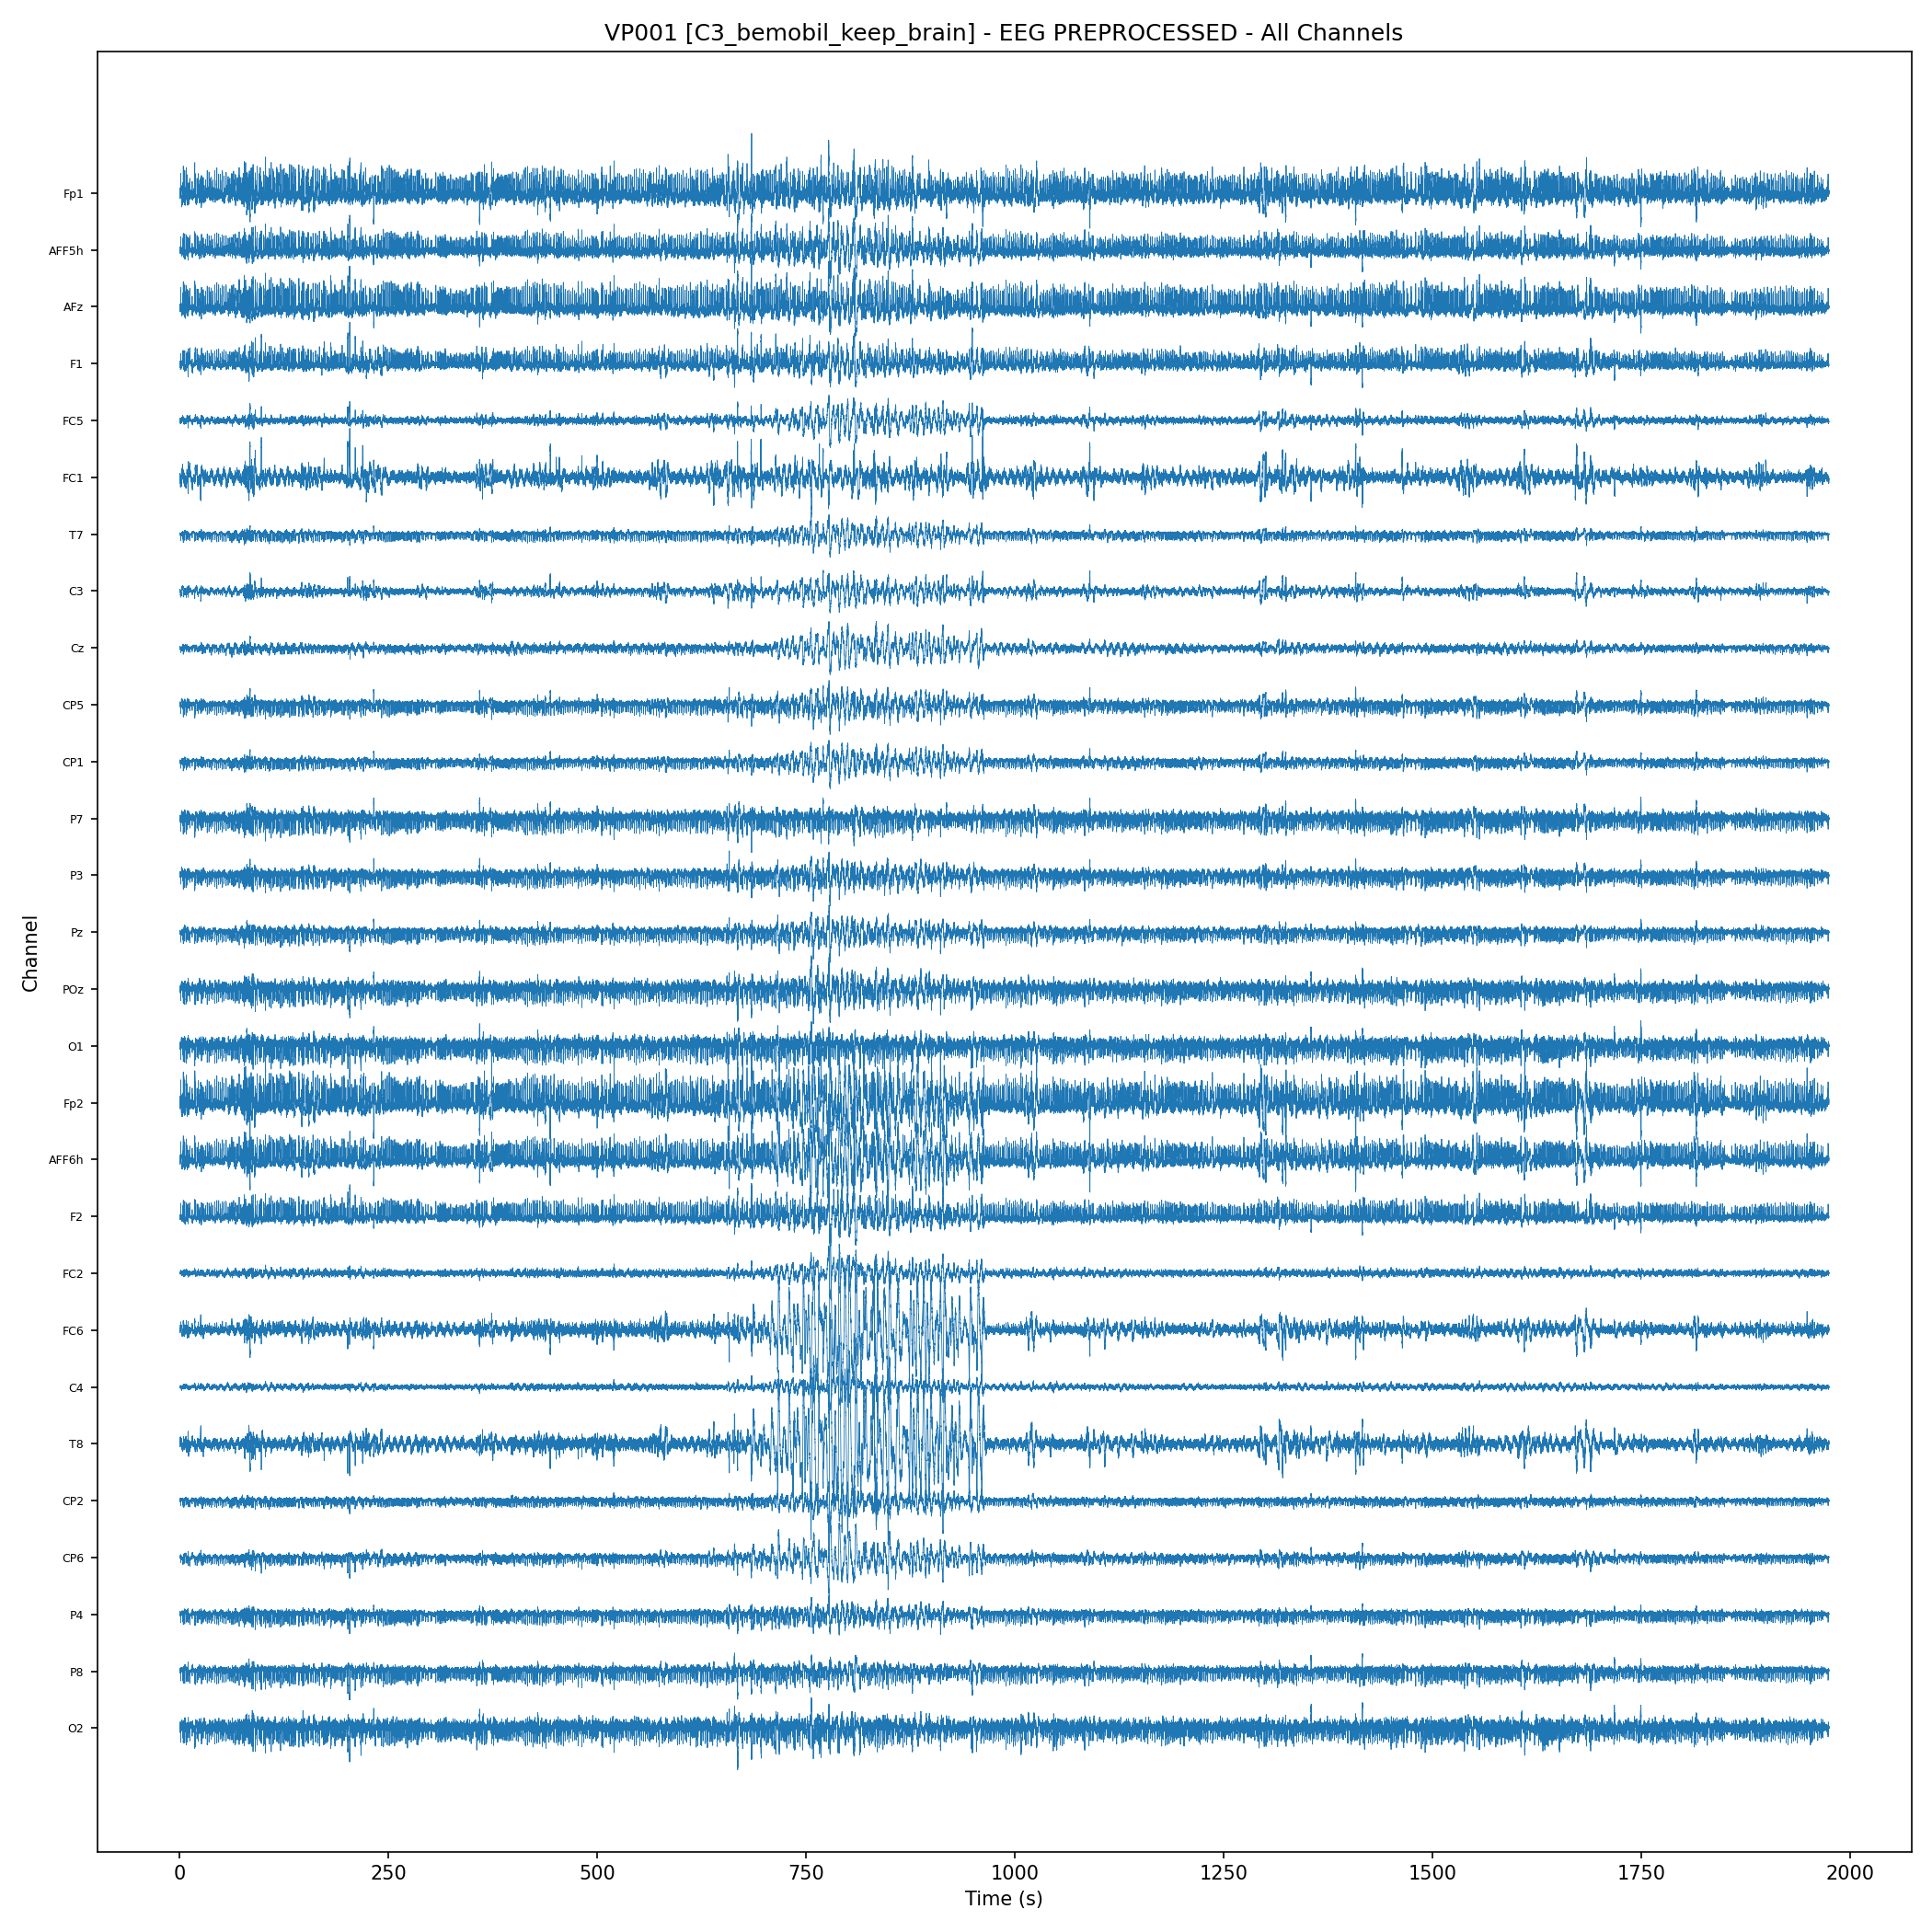 VP001 [C3_bemobil_keep_brain] - EEG PREPROCESSED - All Channels
Channel
Fp1
AFF5h
AFz
F1
FC5
FC1
T7
C3
Cz
CP5
CP1
P7
P3
Pz
POz
O1
Fp2
AFF6h
F2
FC2
FC6
C4
T8
CP2
CP6
P4
P8
O2
0 250 500 750 1000 1250 1500 1750 2000
Time (s)